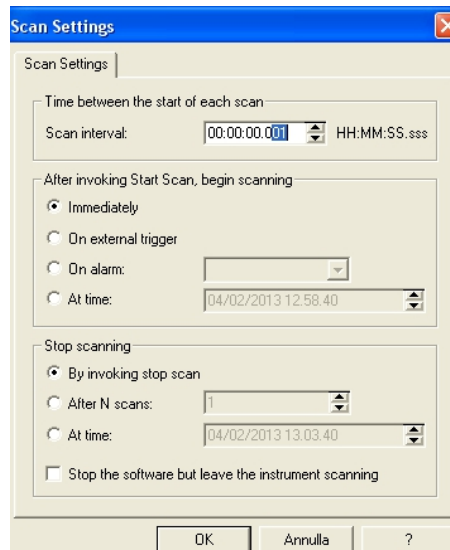 Scan Settings
Scan Settings
Time between the start of each scan
Scan interval: 00:00:00.001 HH:MM:SS.sss
After invoking Start Scan, begin scanning
Immediately
On external trigger
On alarm:
At time: 04/02/2013 12.58.40
Stop scanning
By invoking stop scan
After N scans: 1
At time: 04/02/2013 13.03.40
Stop the software but leave the instrument scanning
OK Annulla ?